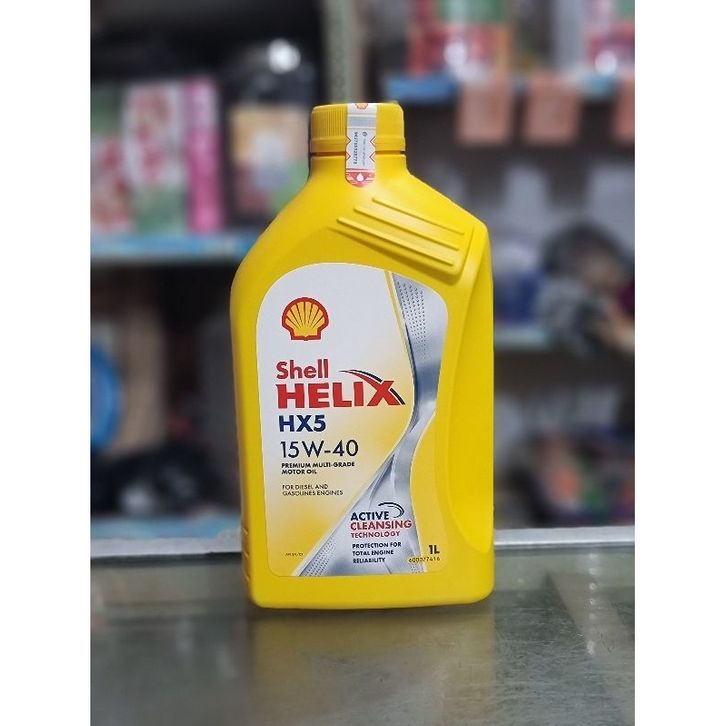 Shell
HELIX
HX5
15W-40
PREMIUM MULTI-GRADE
MOTOR OIL
FOR DIESEL AND
GASOLINES ENGINES
ACTIVE
CLEANSING
TECHNOLOGY
PROTECTION FOR
TOTAL ENGINE
RELIABILITY
1L
600077416